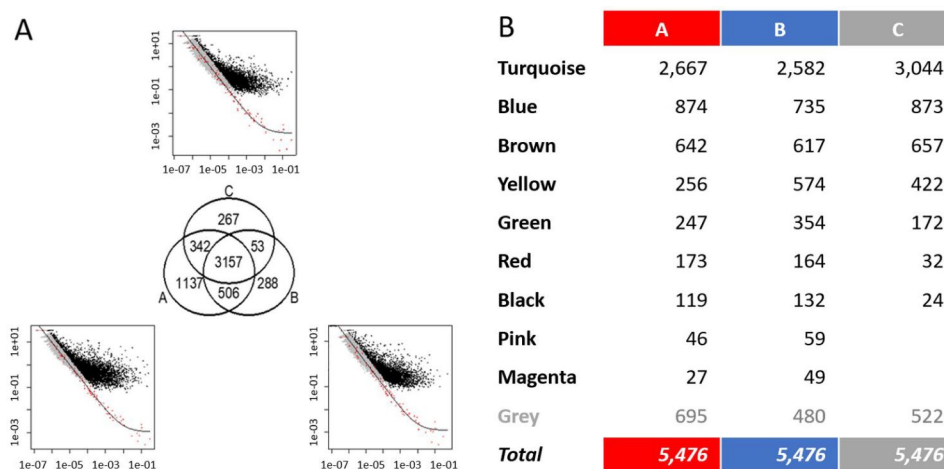 A
1e+01
1e-01
1e-03
1e-07 1e-05 1e-03 1e-01
C
267
342 53
3157
1137 506 288
A B
1e+01
1e-01
1e-03
1e-07 1e-05 1e-03 1e-01
1e+01
1e-01
1e-03
1e-07 1e-05 1e-03 1e-01
B A B C
Turquoise 2,667 2,582 3,044
Blue 874 735 873
Brown 642 617 657
Yellow 256 574 422
Green 247 354 172
Red 173 164 32
Black 119 132 24
Pink 46 59
Magenta 27 49
Grey 695 480 522
Total 5,476 5,476 5,476